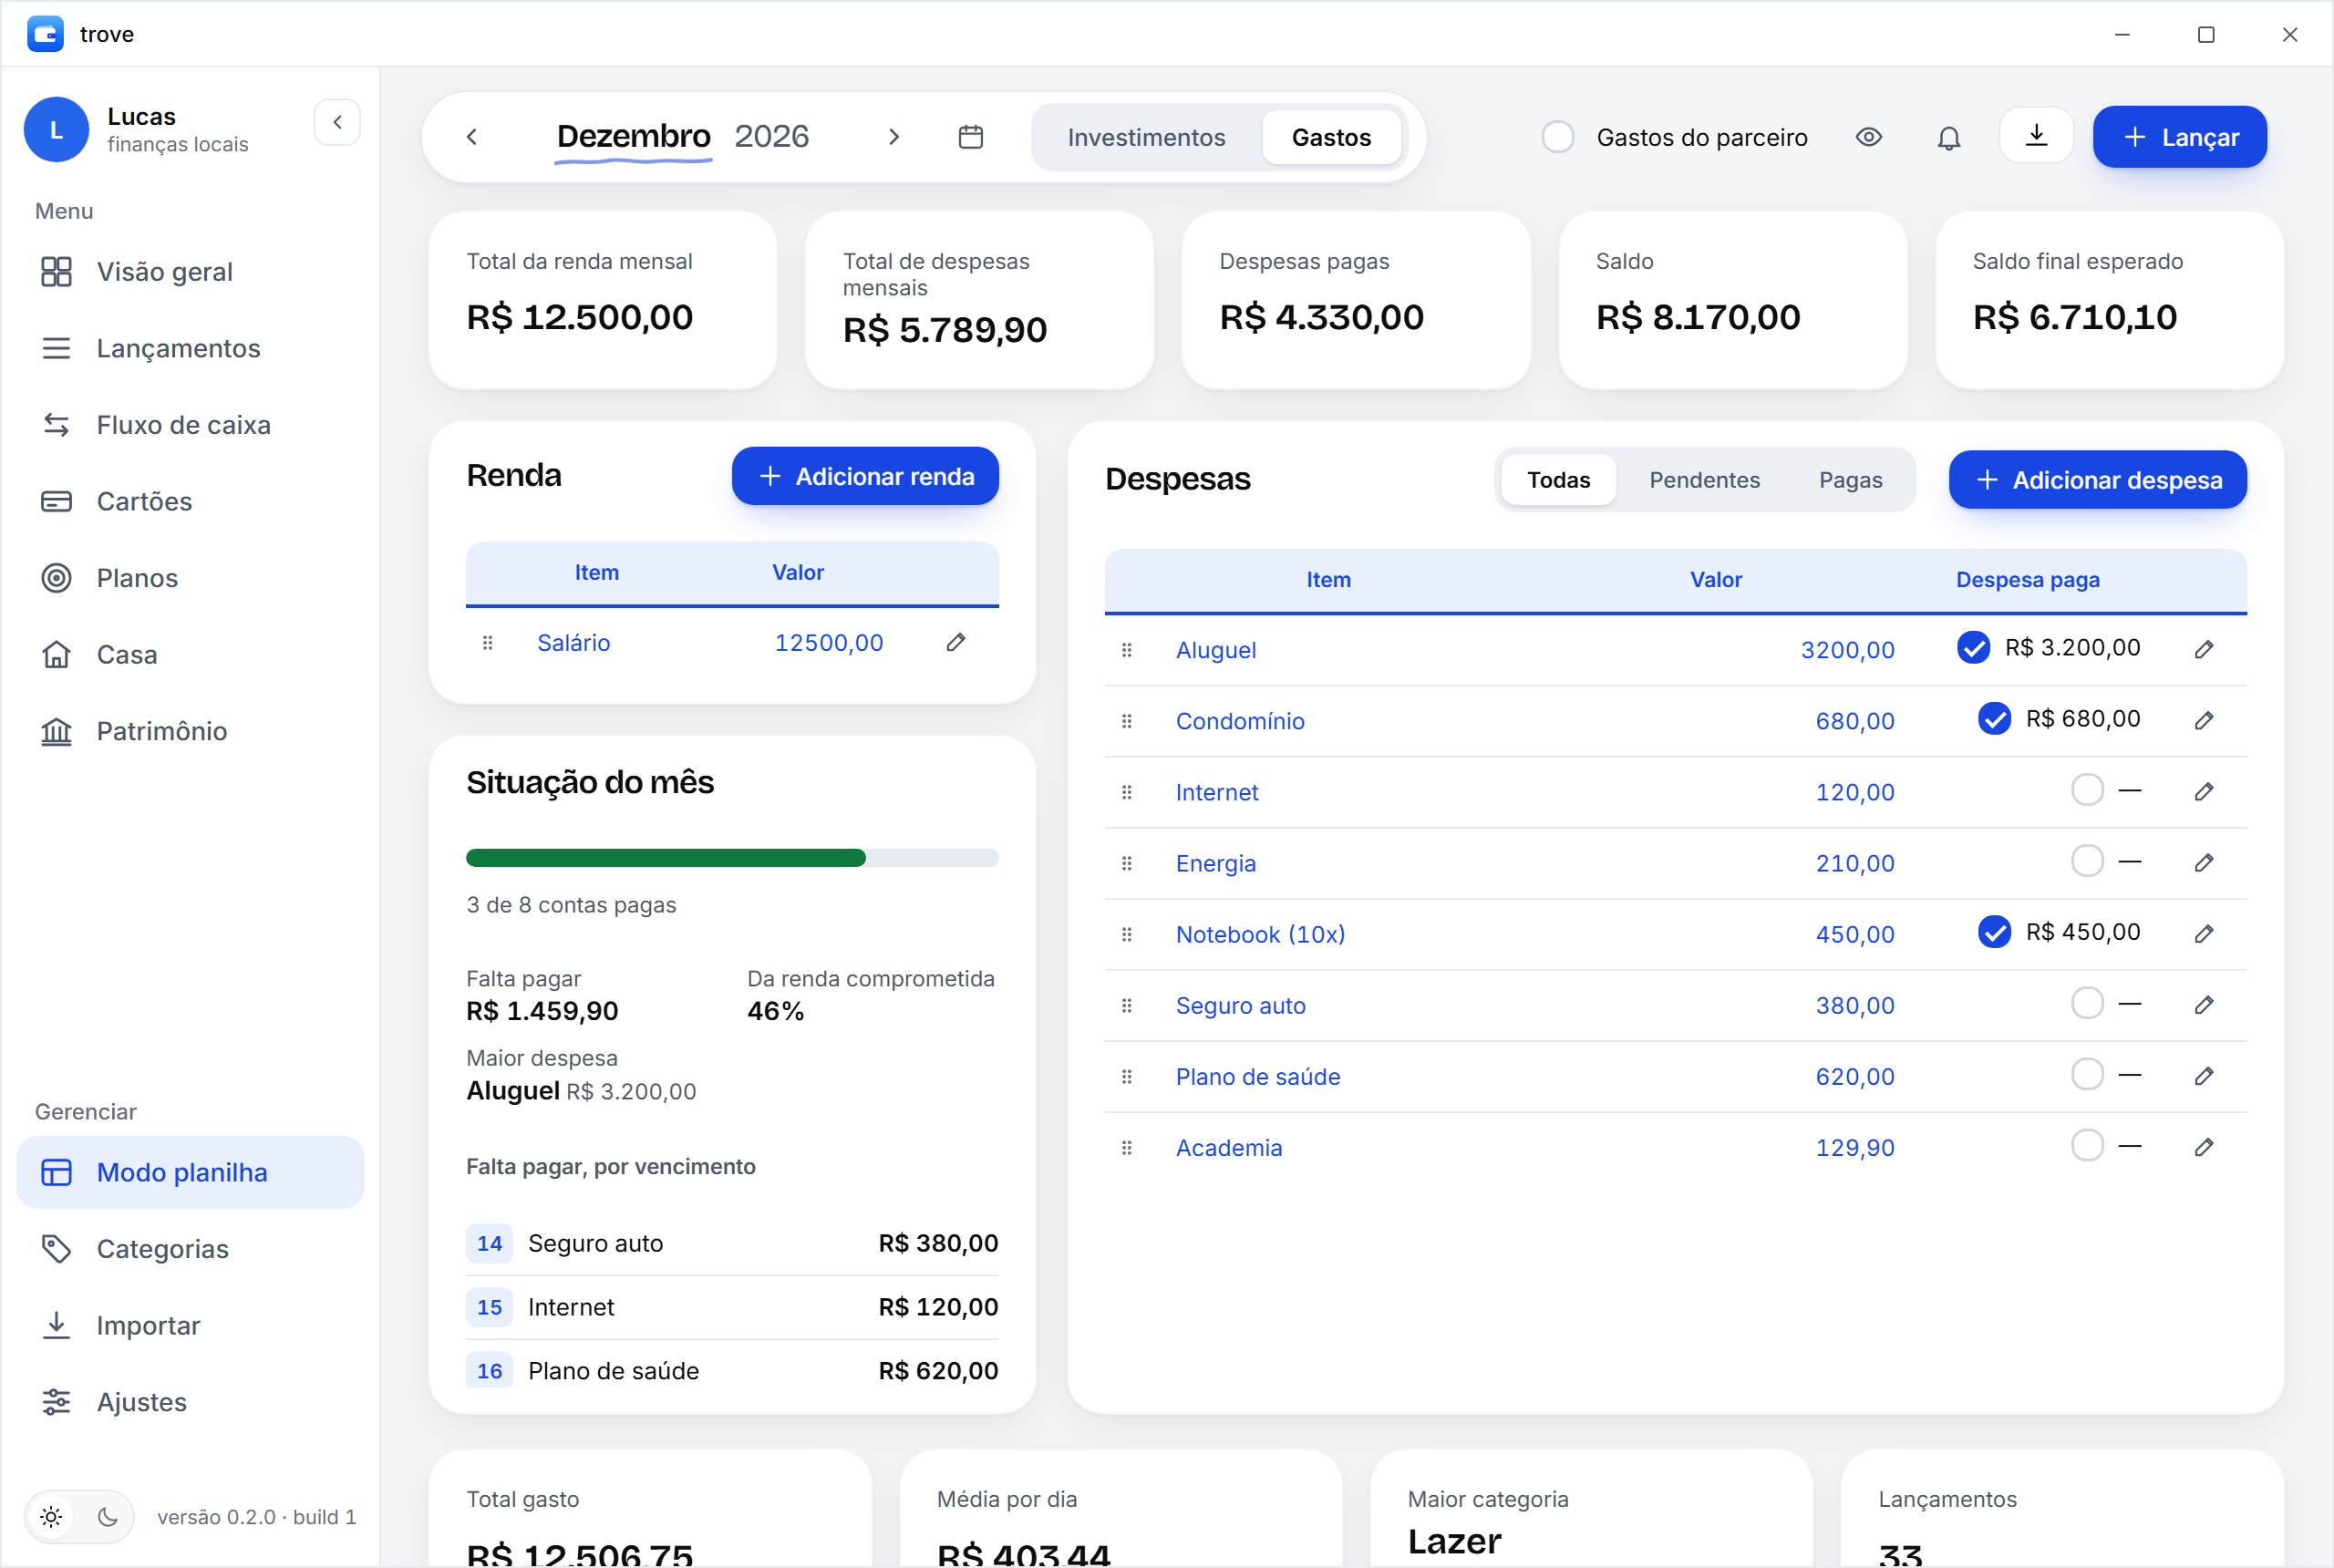 trove
Lucas
finanças locais
Menu
Visão geral
Lançamentos
Fluxo de caixa
Cartões
Planos
Casa
Patrimônio
Gerenciar
Modo planilha
Categorias
Importar
Ajustes
versão 0.2.0 · build 1
Dezembro 2026
Investimentos
Gastos
Gastos do parceiro
Lançar
Total da renda mensal
R$ 12.500,00
Total de despesas
mensais
R$ 5.789,90
Despesas pagas
R$ 4.330,00
Saldo
R$ 8.170,00
Saldo final esperado
R$ 6.710,10
Renda
Adicionar renda
Item Valor
Salário 12500,00
Situação do mês
3 de 8 contas pagas
Falta pagar
R$ 1.459,90
Da renda comprometida
46%
Maior despesa
Aluguel R$ 3.200,00
Falta pagar, por vencimento
14 Seguro auto R$ 380,00
15 Internet R$ 120,00
16 Plano de saúde R$ 620,00
Despesas
Todas
Pendentes
Pagas
Adicionar despesa
Item Valor Despesa paga
Aluguel 3200,00 R$ 3.200,00
Condomínio 680,00 R$ 680,00
Internet 120,00 —
Energia 210,00 —
Notebook (10x) 450,00 R$ 450,00
Seguro auto 380,00 —
Plano de saúde 620,00 —
Academia 129,90 —
Total gasto
R$ 12.506,75
Média por dia
R$ 403,44
Maior categoria
Lazer
Lançamentos
33